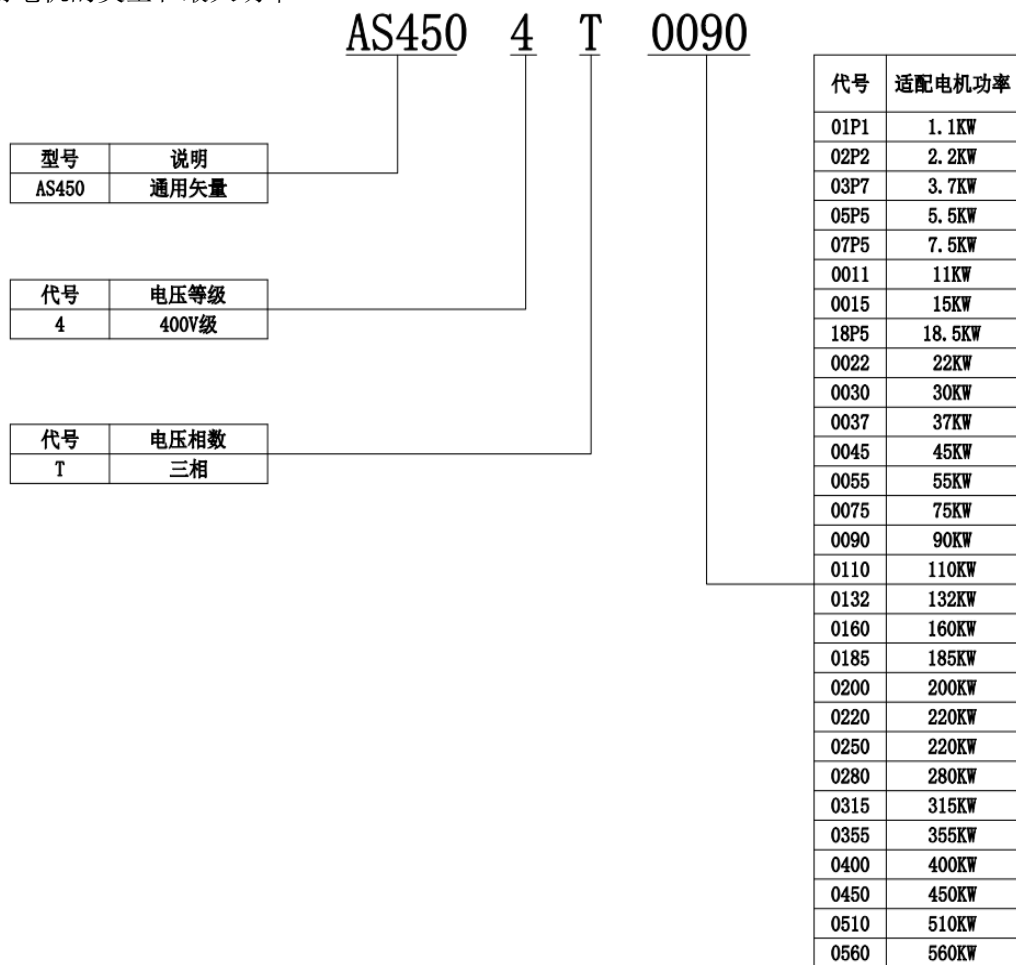 AS450 4 T 0090
型号 说明
AS450 通用矢量
代号 电压等级
4 400V级
代号 电压相数
T 三相
代号 适配电机功率
01P1 1.1KW
02P2 2.2KW
03P7 3.7KW
05P5 5.5KW
07P5 7.5KW
0011 11KW
0015 15KW
18P5 18.5KW
0022 22KW
0030 30KW
0037 37KW
0045 45KW
0055 55KW
0075 75KW
0090 90KW
0110 110KW
0132 132KW
0160 160KW
0185 185KW
0200 200KW
0220 220KW
0250 220KW
0280 280KW
0315 315KW
0355 355KW
0400 400KW
0450 450KW
0510 510KW
0560 560KW